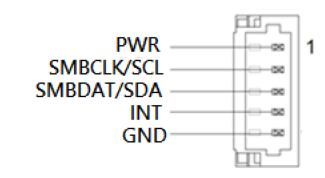 PWR 1
SMBCLK/SCL
SMBDAT/SDA
INT
GND